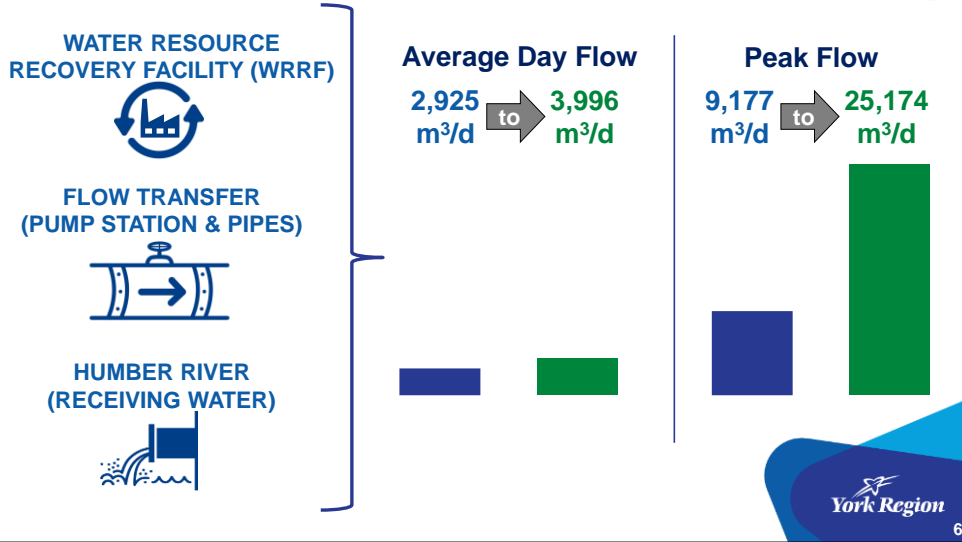 WATER RESOURCE
RECOVERY FACILITY (WRRF)
FLOW TRANSFER
(PUMP STATION & PIPES)
HUMBER RIVER
(RECEIVING WATER)
Average Day Flow
2,925
m³/d
to
3,996
m³/d
Peak Flow
9,177
m³/d
to
25,174
m³/d
York Region
6